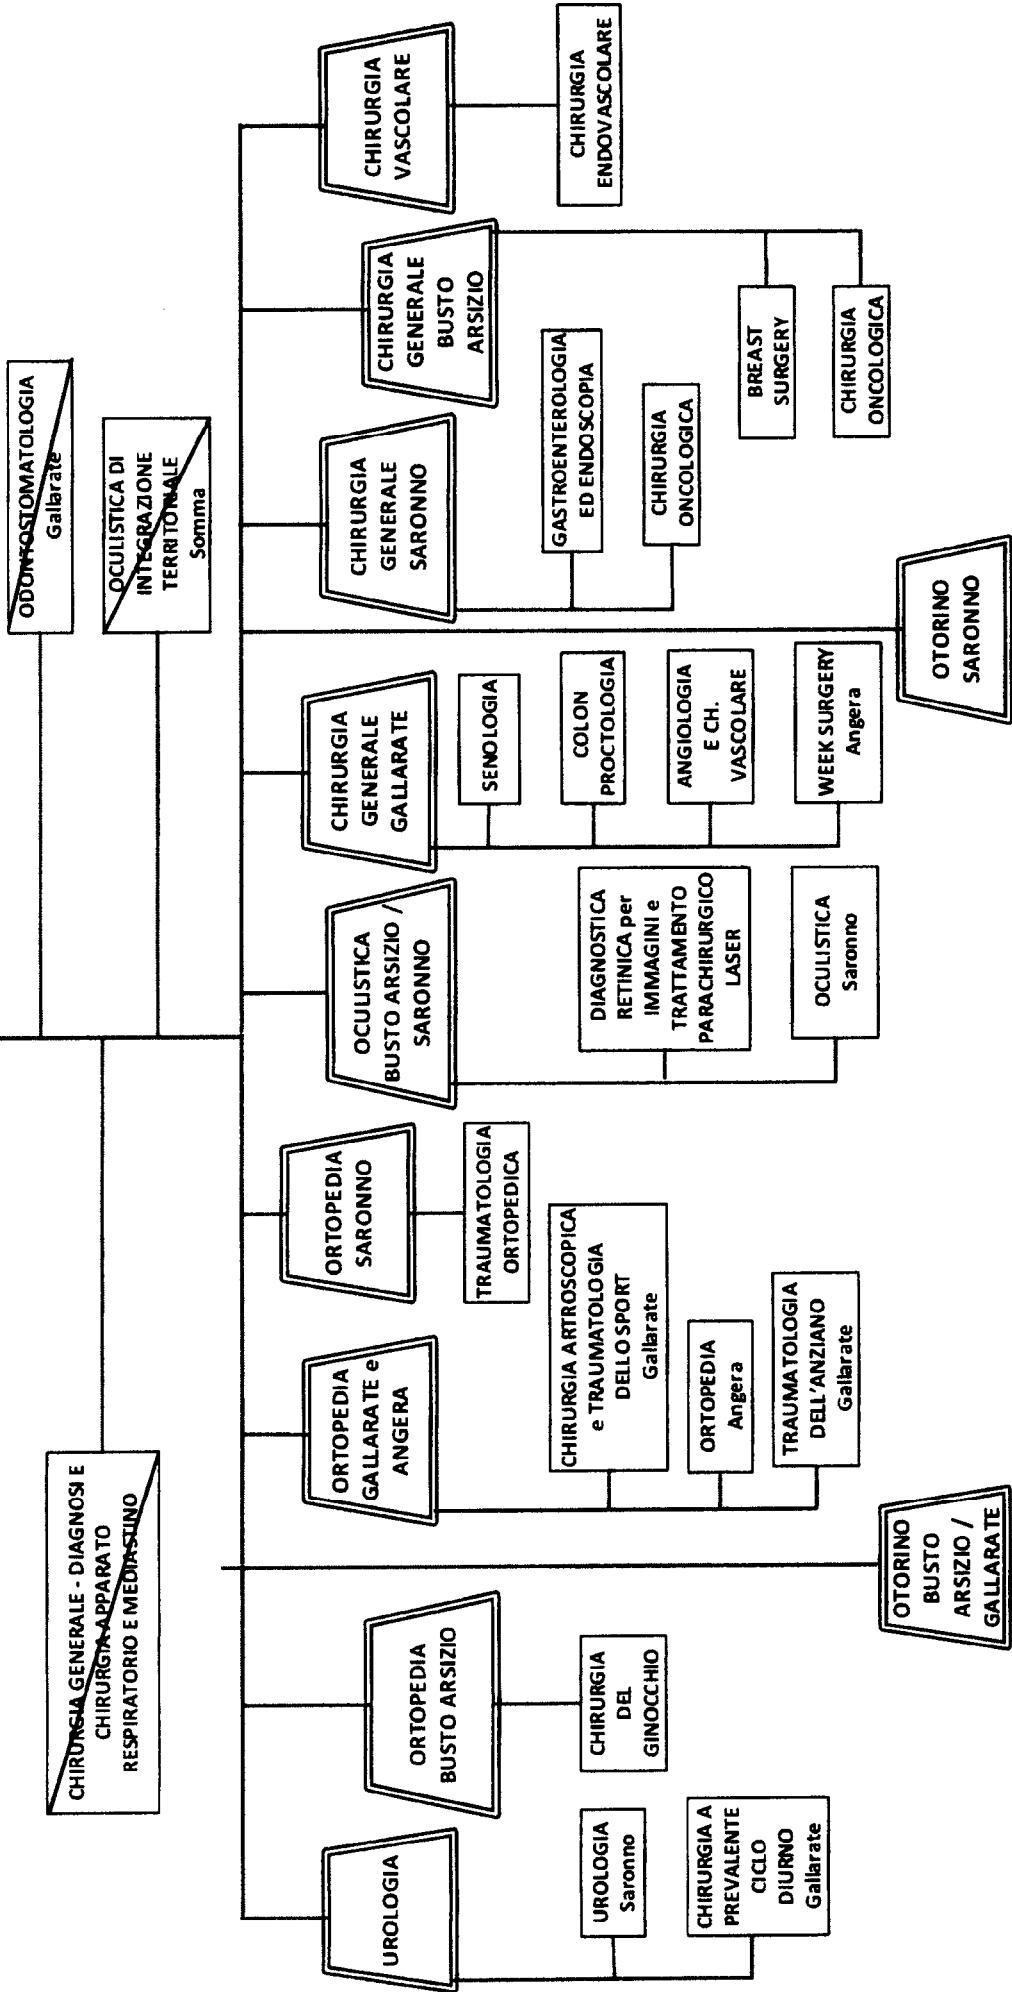 CHIRURGIA GENERALE - DIAGNOSI E
CHIRURGIA APPARATO
RESPIRATORIO E MEDIASTINO
ODONTOSTOMATOLOGIA
Gallarate
OCULISTICA DI
INTEGRAZIONE
TERRITORIALE
Somma
UROLOGIA
UROLOGIA
Saronno
CHIRURGIA A
PREVALENTE
CICLO
DIURNO
Gallarate
ORTOPEDIA
BUSTO ARSIZIO
CHIRURGIA
DEL
GINOCCHIO
OTORINO
BUSTO
ARSIZIO /
GALLARATE
ORTOPEDIA
GALLARATE e
ANGERA
CHIRURGIA ARTROSCOPICA
e TRAUMATOLOGIA
DELLO SPORT
Gallarate
ORTOPEDIA
Angera
TRAUMATOLOGIA
DELL'ANZIANO
Gallarate
ORTOPEDIA
SARONNO
TRAUMATOLOGIA
ORTOPEDICA
OCULISTICA
BUSTO ARSIZIO /
SARONNO
DIAGNOSTICA
RETINICA per
IMMAGINI e
TRATTAMENTO
PARACHIRURGICO
LASER
OCULISTICA
Saronno
CHIRURGIA
GENERALE
GALLARATE
SENOLOGIA
COLON
PROCTOLOGIA
ANGIOLOGIA
E CH.
VASCOLARE
WEEK SURGERY
Angera
OTORINO
SARONNO
CHIRURGIA
GENERALE
SARONNO
GASTROENTEROLOGIA
ED ENDOSCOPIA
CHIRURGIA
ONCOLOGICA
CHIRURGIA
GENERALE
BUSTO
ARSIZIO
BREAST
SURGERY
CHIRURGIA
ONCOLOGICA
CHIRURGIA
VASCOLARE
CHIRURGIA
ENDOVASCOLARE